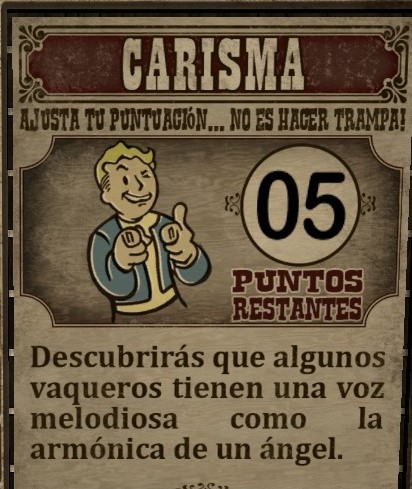 CARISMA
AJUSTA TU PUNTUACIÓN... NO ES HACER TRAMPA!
05
PUNTOS
RESTANTES
Descubrirás que algunos
vaqueros tienen una voz
melodiosa como la
armónica de un ángel.